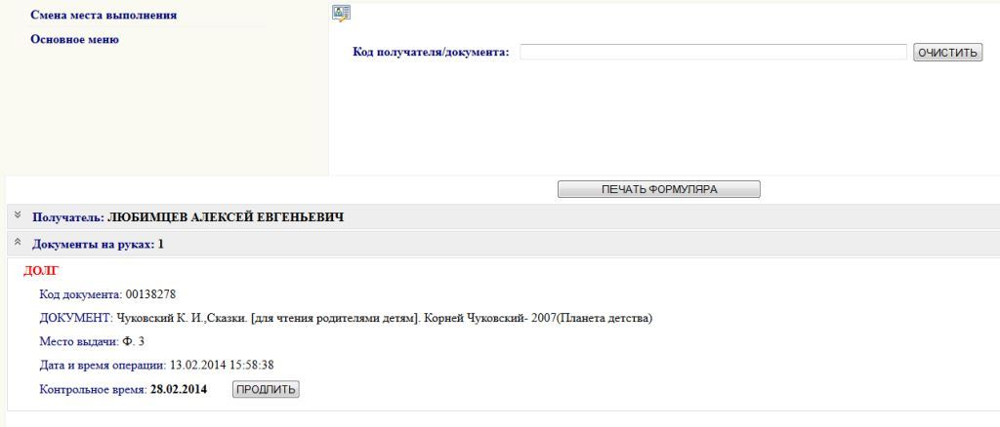 Смена места выполнения
Основное меню
Код получателя/документа: ОЧИСТИТЬ
ПЕЧАТЬ ФОРМУЛЯРА
Получатель: ЛЮБИМЦЕВ АЛЕКСЕЙ ЕВГЕНЬЕВИЧ
Документы на руках: 1
ДОЛГ
Код документа: 00138278
ДОКУМЕНТ: Чуковский К. И.,Сказки. [для чтения родителями детям]. Корней Чуковский- 2007(Планета детства)
Место выдачи: Ф. 3
Дата и время операции: 13.02.2014 15:58:38
Контрольное время: 28.02.2014 ПРОДЛИТЬ